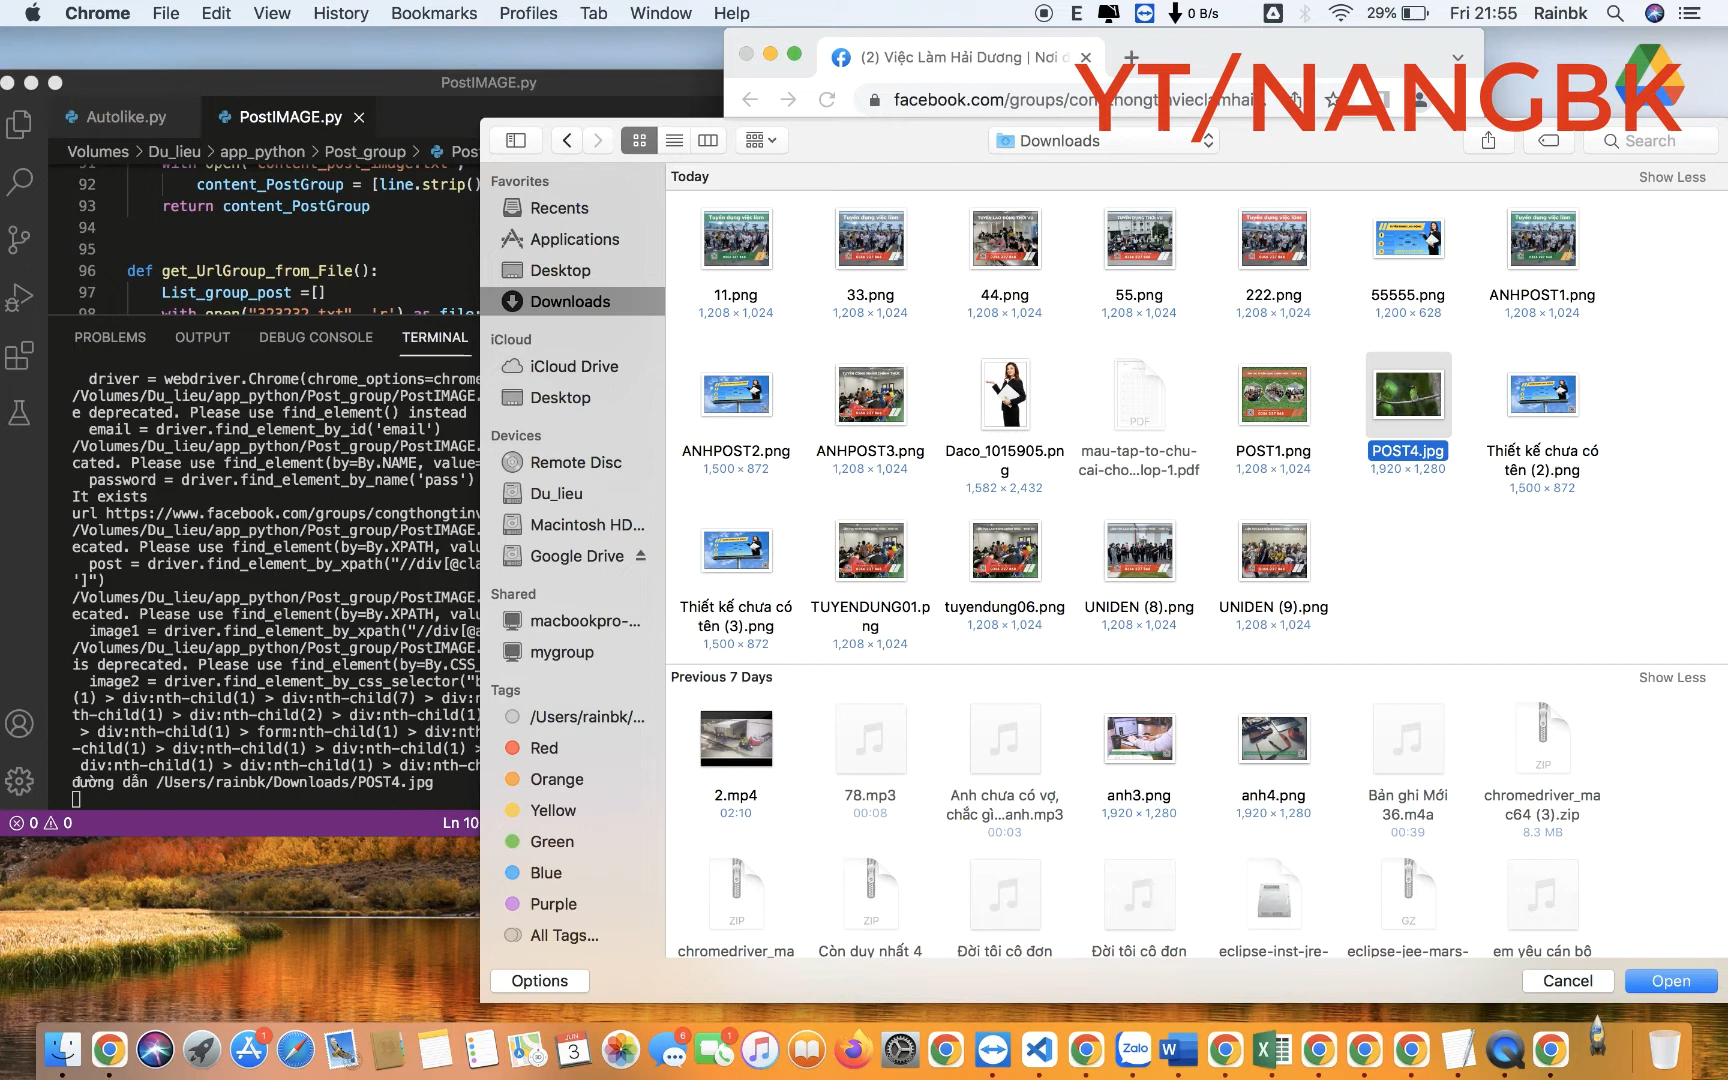 Chrome File Edit View History Bookmarks Profiles Tab Window Help
E 0 B/s 29% Fri 21:55 Rainbk
(2) Việc Làm Hải Dương | Nơi
YT/NANGBK
PostIMAGE.py
Autolike.py PostIMAGE.py
Volumes > Du_lieu > app_python > Post_group >
92 content_PostGroup = [line.strip()
93 return content_PostGroup
94
95
96 def get_UrlGroup_from_File():
97 List_group_post =[]
PROBLEMS OUTPUT DEBUG CONSOLE TERMINAL
driver = webdriver.Chrome(chrome_options=chrome
/Volumes/Du_lieu/app_python/Post_group/PostIMAGE.
e deprecated. Please use find_element() instead
email = driver.find_element_by_id('email')
/Volumes/Du_lieu/app_python/Post_group/PostIMAGE.
cated. Please use find_element(by=By.NAME, value=
password = driver.find_element_by_name('pass')
It exists
url https://www.facebook.com/groups/congthongtinv
/Volumes/Du_lieu/app_python/Post_group/PostIMAGE.
ecated. Please use find_element(by=By.XPATH, valu
post = driver.find_element_by_xpath("//div[@cla
']")
/Volumes/Du_lieu/app_python/Post_group/PostIMAGE.
ecated. Please use find_element(by=By.XPATH, valu
image1 = driver.find_element_by_xpath("//div[@a
/Volumes/Du_lieu/app_python/Post_group/PostIMAGE.
is deprecated. Please use find_element(by=By.CSS_
image2 = driver.find_element_by_css_selector("b
(1) > div:nth-child(1) > div:nth-child(7) > div:n
th-child(1) > div:nth-child(2) > div:nth-child(1)
> div:nth-child(1) > form:nth-child(1) > div:nth
-child(1) > div:nth-child(1) > div:nth-child(1) >
div:nth-child(1) > div:nth-child(1) > div:nth-ch
đường dẫn /Users/rainbk/Downloads/POST4.jpg
0 0 Ln 10
Downloads
Search
Favorites
Recents
Applications
Desktop
Downloads
iCloud
iCloud Drive
Desktop
Devices
Remote Disc
Du_lieu
Macintosh HD...
Google Drive
Shared
macbookpro-...
mygroup
Tags
/Users/rainbk/...
Red
Orange
Yellow
Green
Blue
Purple
All Tags...
Today Show Less
11.png 33.png 44.png 55.png 222.png 55555.png ANHPOST1.png
1,208 × 1,024 1,208 × 1,024 1,208 × 1,024 1,208 × 1,024 1,208 × 1,024 1,200 × 628 1,208 × 1,024
PDF
ANHPOST2.png ANHPOST3.png Daco_1015905.pn mau-tap-to-chu- POST1.png POST4.jpg Thiết kế chưa có
1,500 × 872 1,208 × 1,024 g cai-cho...lop-1.pdf 1,208 × 1,024 1,920 × 1,280 tên (2).png
1,582 × 2,432 1,500 × 872
Thiết kế chưa có TUYENDUNG01.p tuyendung06.png UNIDEN (8).png UNIDEN (9).png
tên (3).png ng 1,208 × 1,024 1,208 × 1,024 1,208 × 1,024
1,500 × 872 1,208 × 1,024
Previous 7 Days Show Less
ZIP
2.mp4 78.mp3 Anh chưa có vợ, anh3.png anh4.png Bản ghi Mới chromedriver_ma
02:10 00:08 chắc gì...anh.mp3 1,920 × 1,280 1,920 × 1,280 36.m4a c64 (3).zip
00:03 00:39 8.3 MB
ZIP ZIP GZ
chromedriver_ma Còn duy nhất 4 Đời tôi cô đơn Đời tôi cô đơn eclipse-inst-jre- eclipse-jee-mars- em yêu cán bộ
Options Cancel Open
1 JUN 3 6 1 Zalo W X